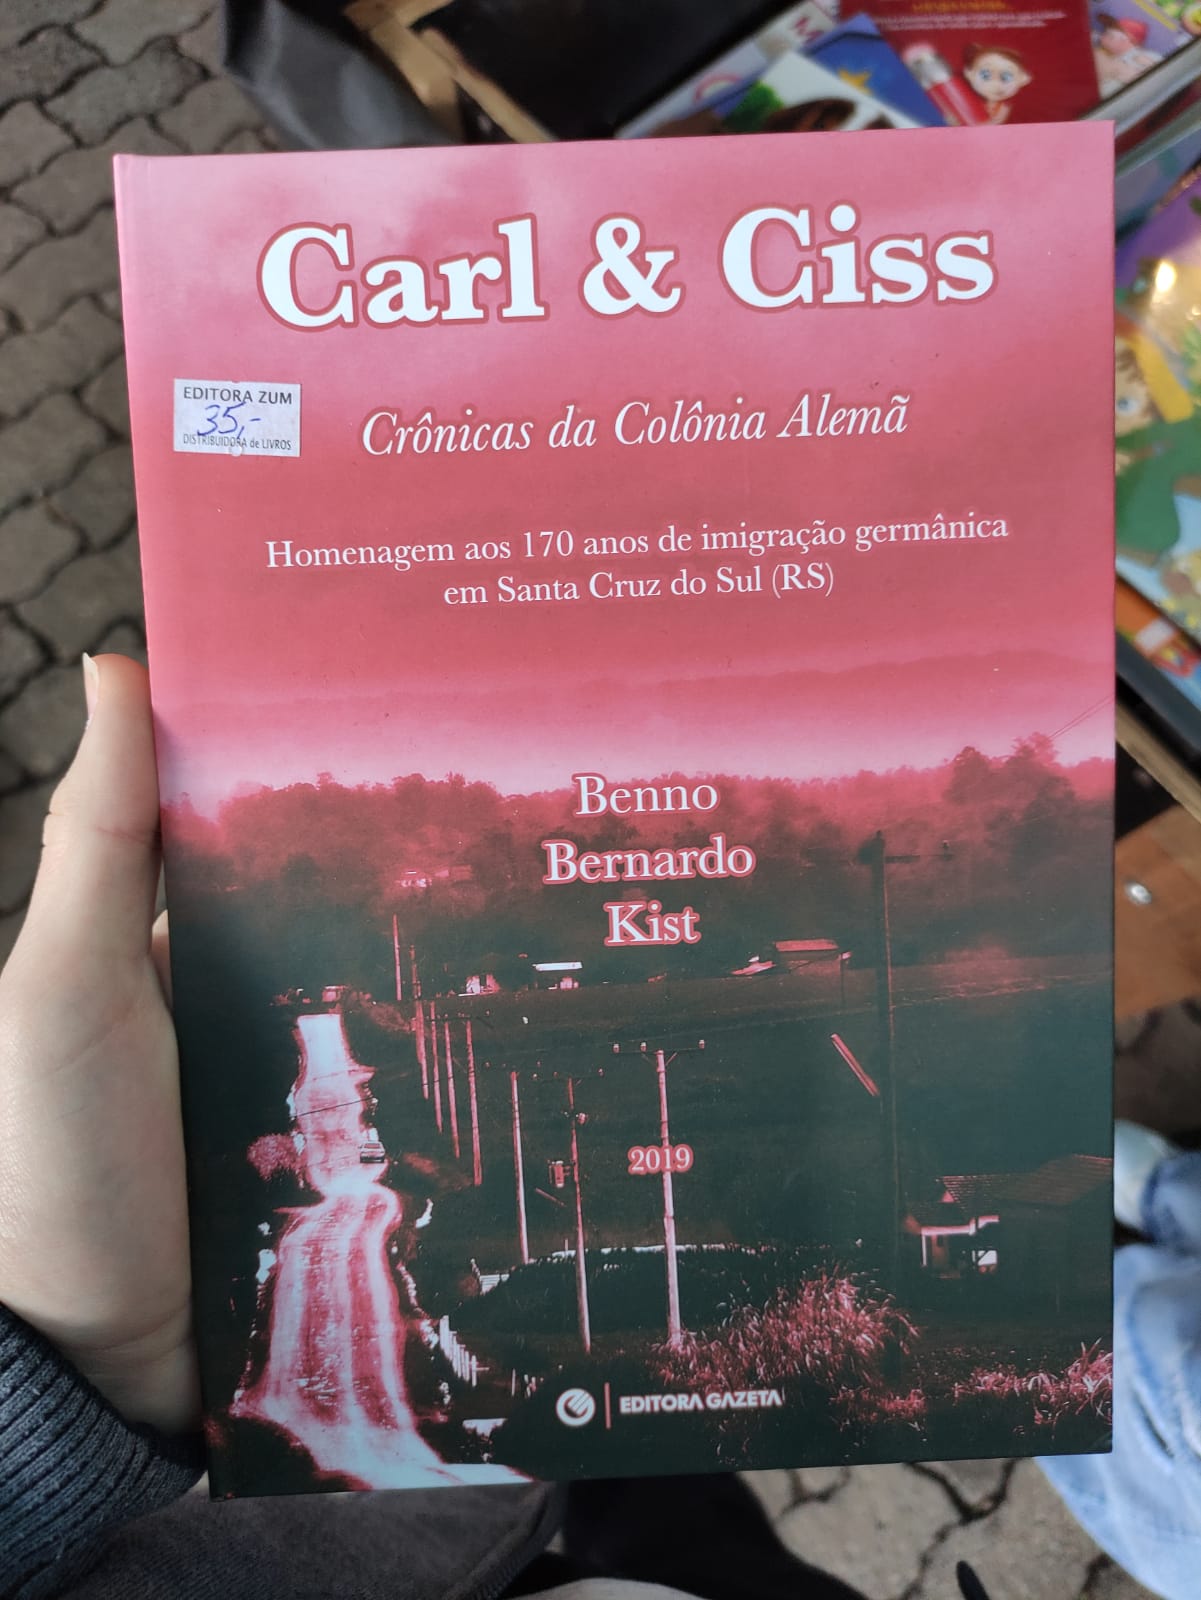 Carl & Ciss
EDITORA ZUM
35,-
DISTRIBUIDORA de LIVROS
Crônicas da Colônia Alemã
Homenagem aos 170 anos de imigração germânica
em Santa Cruz do Sul (RS)
Benno
Bernardo
Kist
2019
EDITORA GAZETA